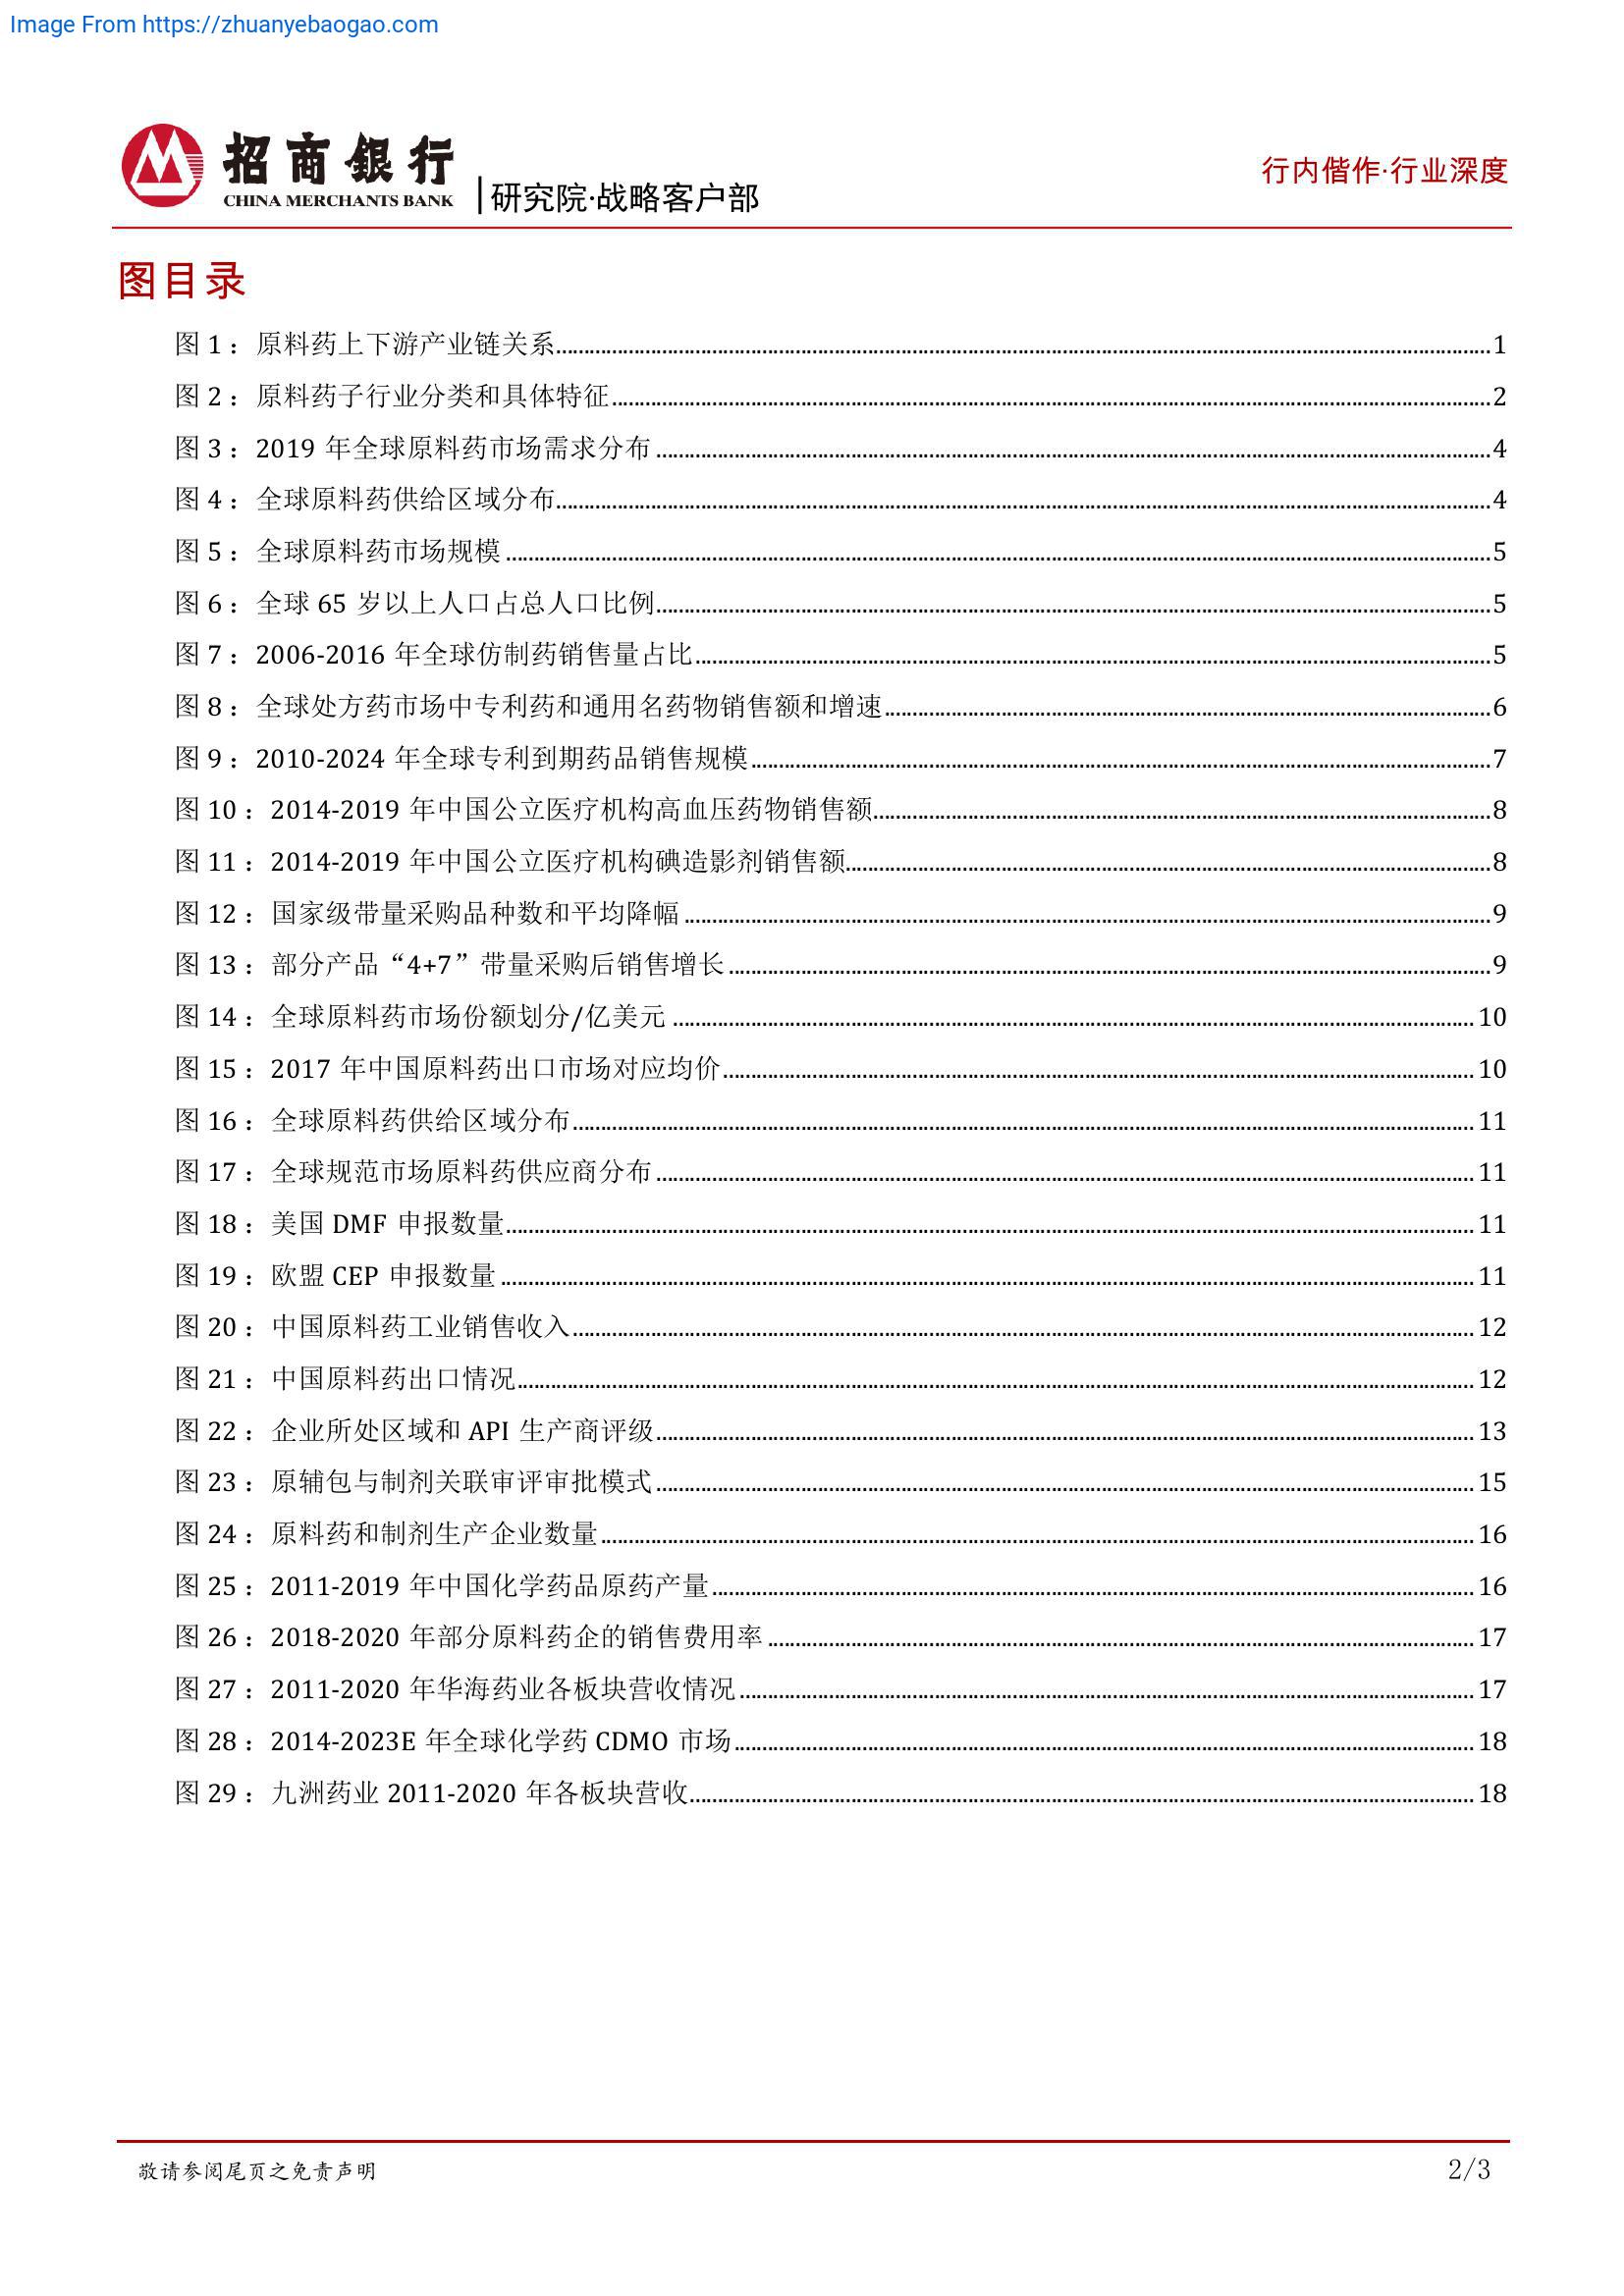 Image From https://zhuanyebaogao.com
招商銀行
CHINA MERCHANTS BANK
研究院·战略客户部
行内偕作·行业深度
图目录
图 1：原料药上下游产业链关系 1
图 2：原料药子行业分类和具体特征 2
图 3：2019 年全球原料药市场需求分布 4
图 4：全球原料药供给区域分布 4
图 5：全球原料药市场规模 5
图 6：全球 65 岁以上人口占总人口比例 5
图 7：2006-2016 年全球仿制药销售量占比 5
图 8：全球处方药市场中专利药和通用名药物销售额和增速 6
图 9：2010-2024 年全球专利到期药品销售规模 7
图 10：2014-2019 年中国公立医疗机构高血压药物销售额 8
图 11：2014-2019 年中国公立医疗机构碘造影剂销售额 8
图 12：国家级带量采购品种数和平均降幅 9
图 13：部分产品“4+7”带量采购后销售增长 9
图 14：全球原料药市场份额划分/亿美元 10
图 15：2017 年中国原料药出口市场对应均价 10
图 16：全球原料药供给区域分布 11
图 17：全球规范市场原料药供应商分布 11
图 18：美国 DMF 申报数量 11
图 19：欧盟 CEP 申报数量 11
图 20：中国原料药工业销售收入 12
图 21：中国原料药出口情况 12
图 22：企业所处区域和 API 生产商评级 13
图 23：原辅包与制剂关联审评审批模式 15
图 24：原料药和制剂生产企业数量 16
图 25：2011-2019 年中国化学药品原药产量 16
图 26：2018-2020 年部分原料药企的销售费用率 17
图 27：2011-2020 年华海药业各板块营收情况 17
图 28：2014-2023E 年全球化学药 CDMO 市场 18
图 29：九洲药业 2011-2020 年各板块营收 18
敬请参阅尾页之免责声明
2/3